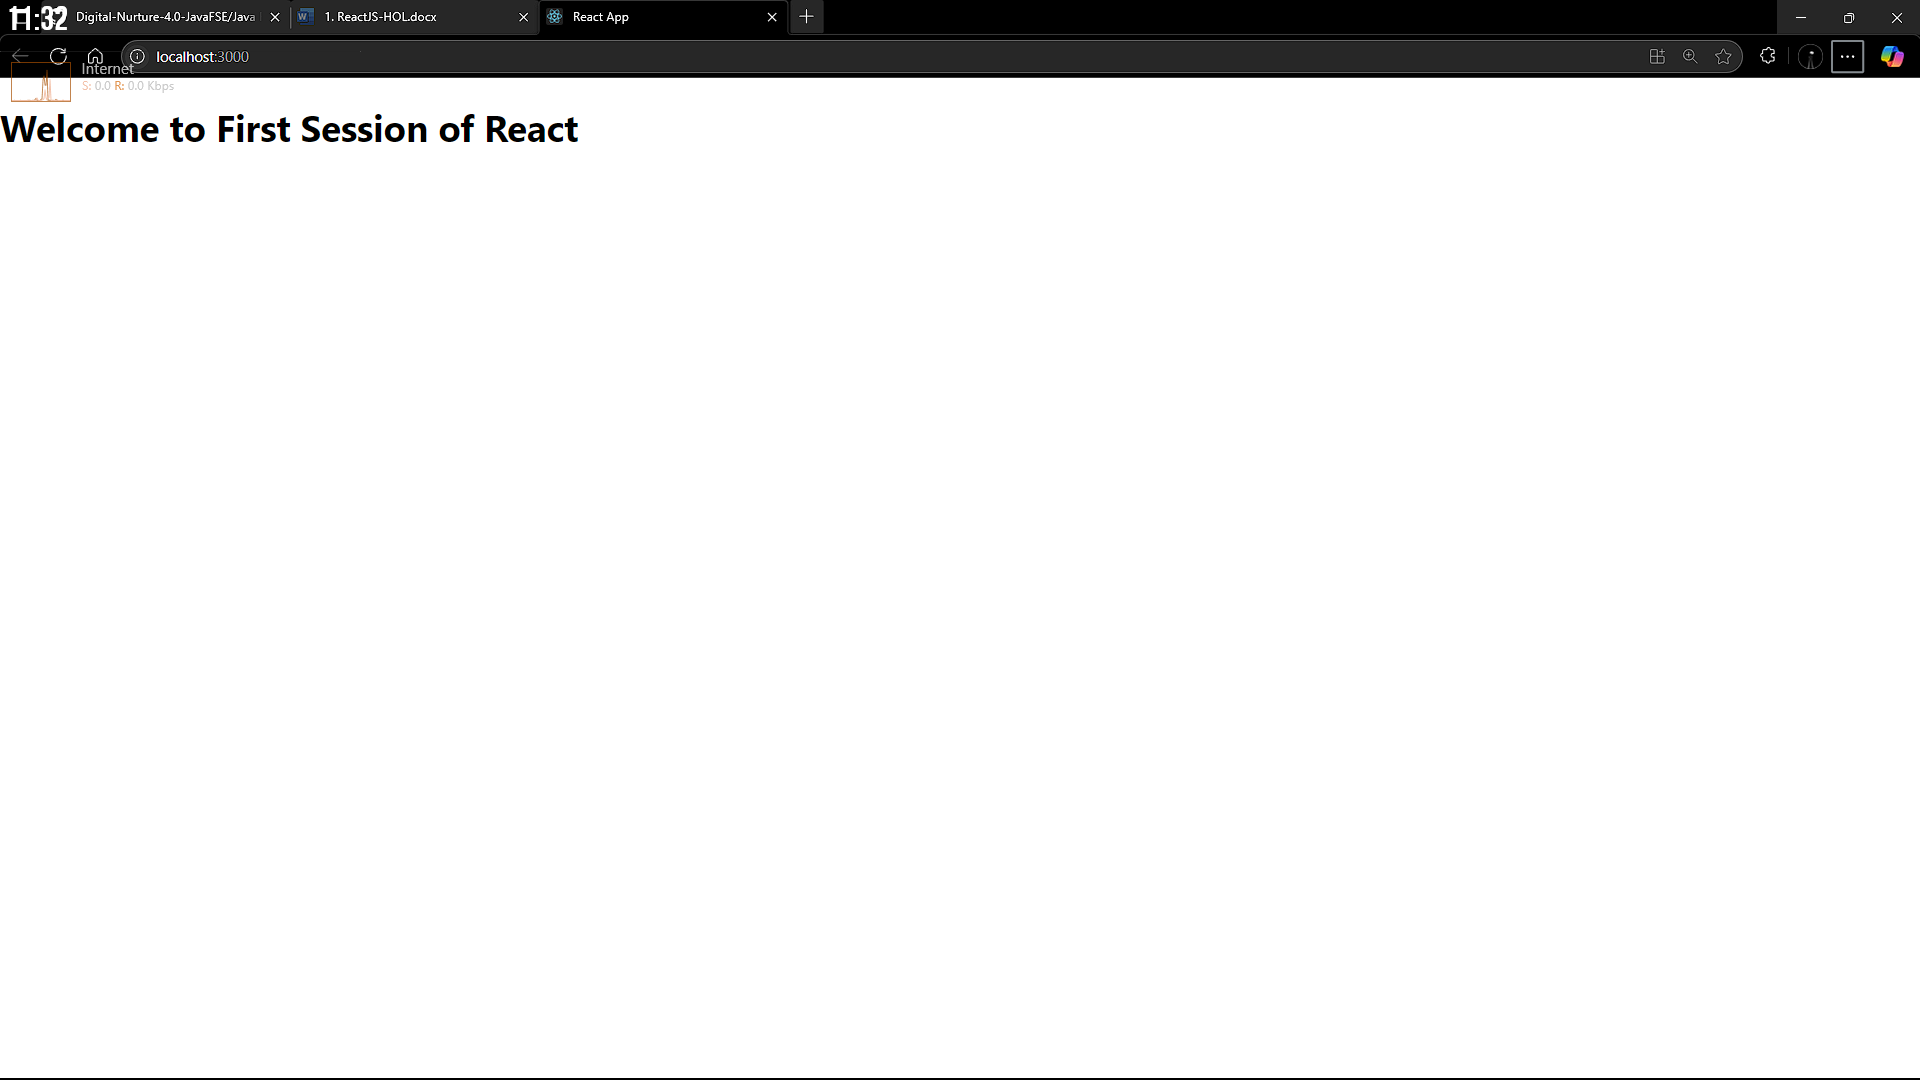 11:32
Digital-Nurture-4.0-JavaFSE/Java
1. ReactJS-HOL.docx
React App
localhost:3000
Internet
S: 0.0 R: 0.0 Kbps
Welcome to First Session of React